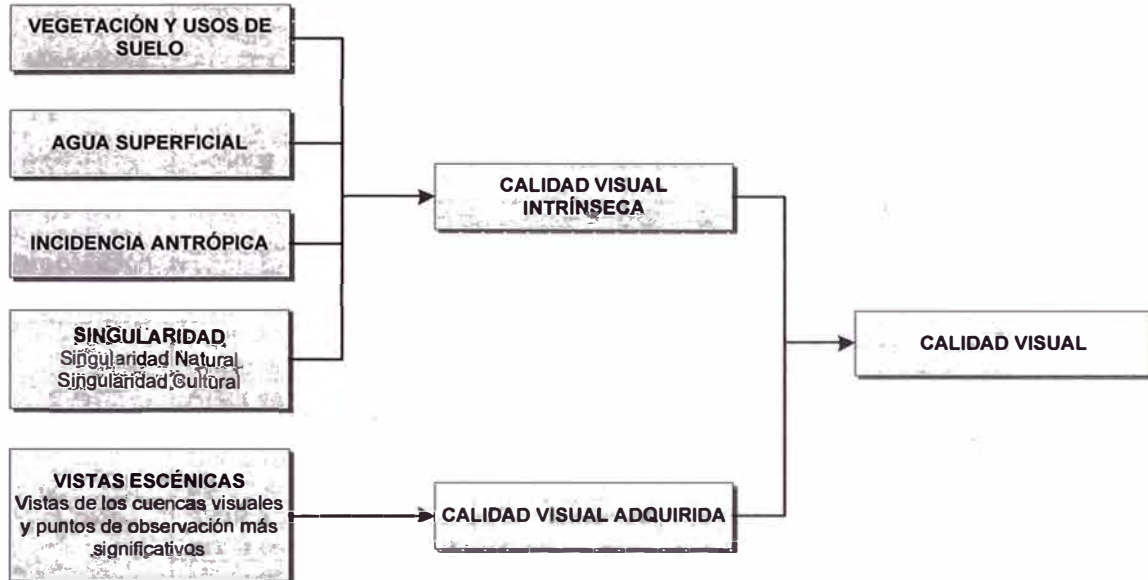 VEGETACIÓN Y USOS DE
SUELO
AGUA SUPERFICIAL
INCIDENCIA ANTRÓPICA
SINGULARIDAD
Singularidad Natural
Singularidad Cultural
VISTAS ESCÉNICAS
Vistas de los cuencas visuales
y puntos de observación más
significativos
CALIDAD VISUAL
INTRÍNSECA
CALIDAD VISUAL ADQUIRIDA
CALIDAD VISUAL